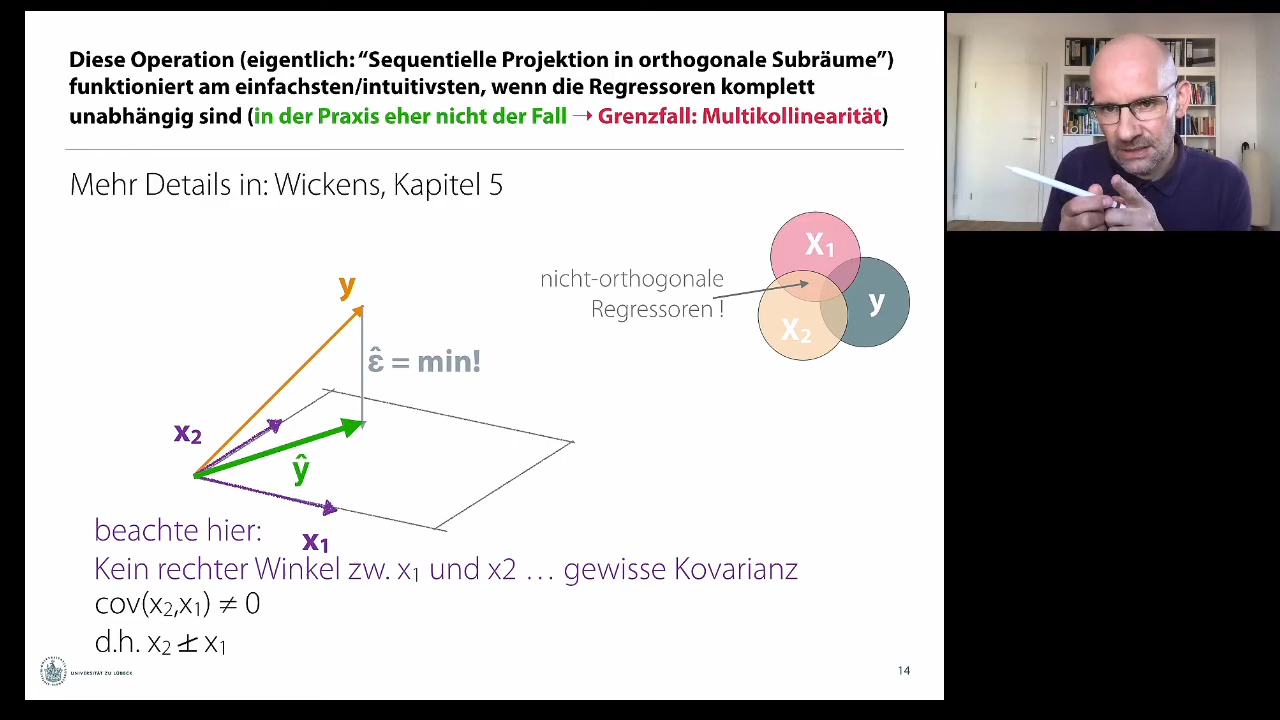 Diese Operation (eigentlich: “Sequentielle Projektion in orthogonale Subräume”)
funktioniert am einfachsten/intuitivsten, wenn die Regressoren komplett
unabhängig sind (in der Praxis eher nicht der Fall → Grenzfall: Multikollinearität)
Mehr Details in: Wickens, Kapitel 5
X₁
nicht-orthogonale
Regressoren !
y
X₂
y
ε̂ = min!
x₂
ŷ
beachte hier:
x₁
Kein rechter Winkel zw. x₁ und x2 … gewisse Kovarianz
cov(x₂,x₁) ≠ 0
d.h. x₂ ⊥̸ x₁
UNIVERSITÄT ZU LÜBECK
14